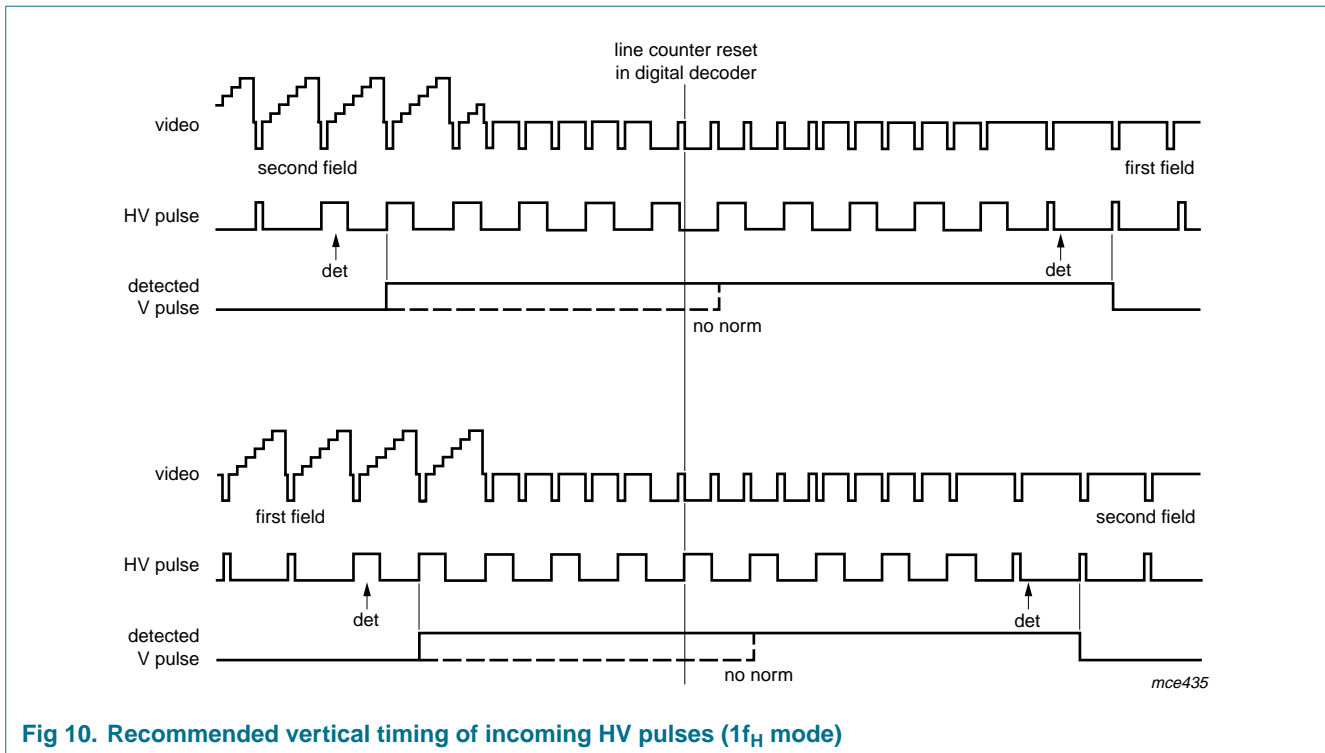 line counter reset
in digital decoder
video
second field
first field
HV pulse
det
det
detected
V pulse
no norm
video
first field
second field
HV pulse
det
det
detected
V pulse
no norm
mce435
Fig 10. Recommended vertical timing of incoming HV pulses (1fH mode)